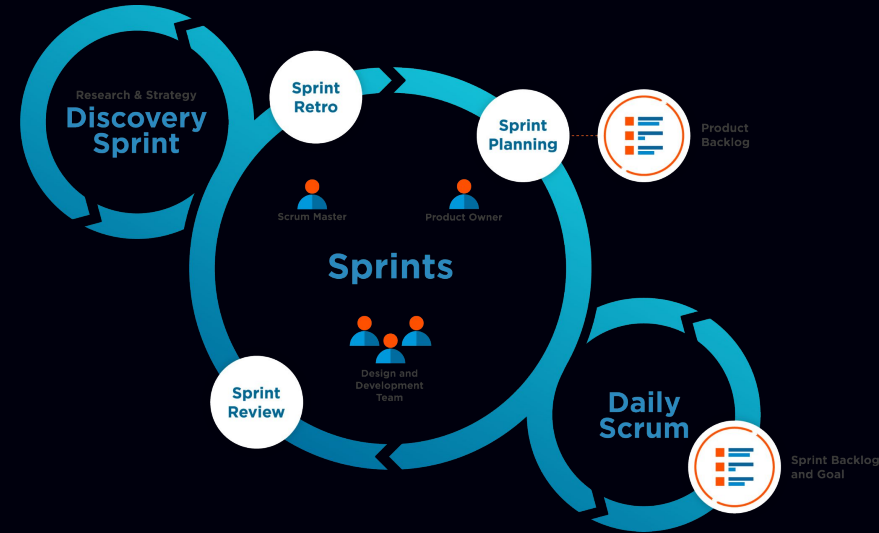 Research & Strategy
Discovery
Sprint
Sprint
Retro
Sprint
Planning
Product
Backlog
Scrum Master
Product Owner
Sprints
Design and
Development
Team
Sprint
Review
Daily
Scrum
Sprint Backlog
and Goal